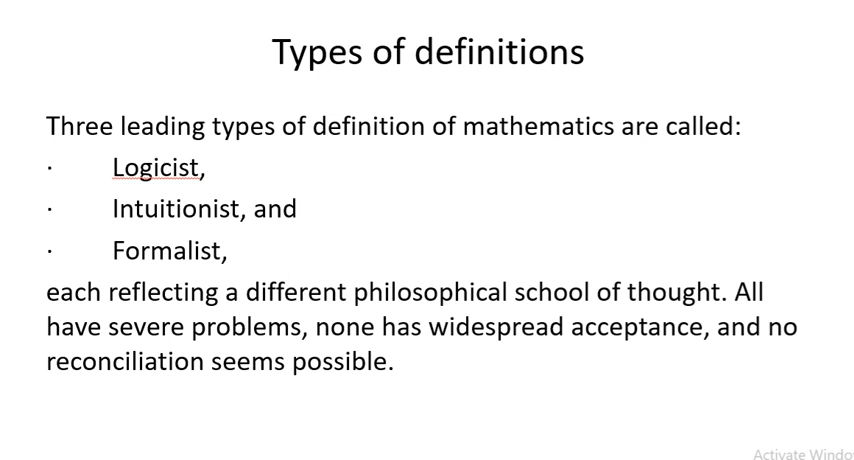 Types of definitions
Three leading types of definition of mathematics are called:
· Logicist,
· Intuitionist, and
· Formalist,
each reflecting a different philosophical school of thought. All
have severe problems, none has widespread acceptance, and no
reconciliation seems possible.
Activate Windo